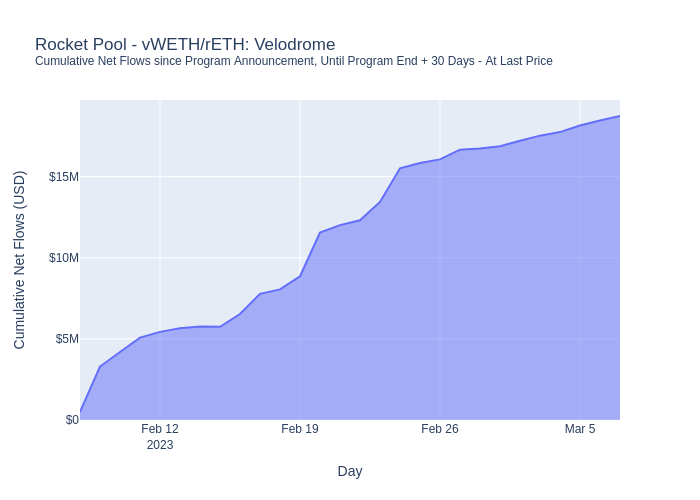 Rocket Pool - vWETH/rETH: Velodrome
Cumulative Net Flows since Program Announcement, Until Program End + 30 Days - At Last Price
Cumulative Net Flows (USD)
$15M
$10M
$5M
$0
Feb 12
2023
Feb 19
Feb 26
Mar 5
Day